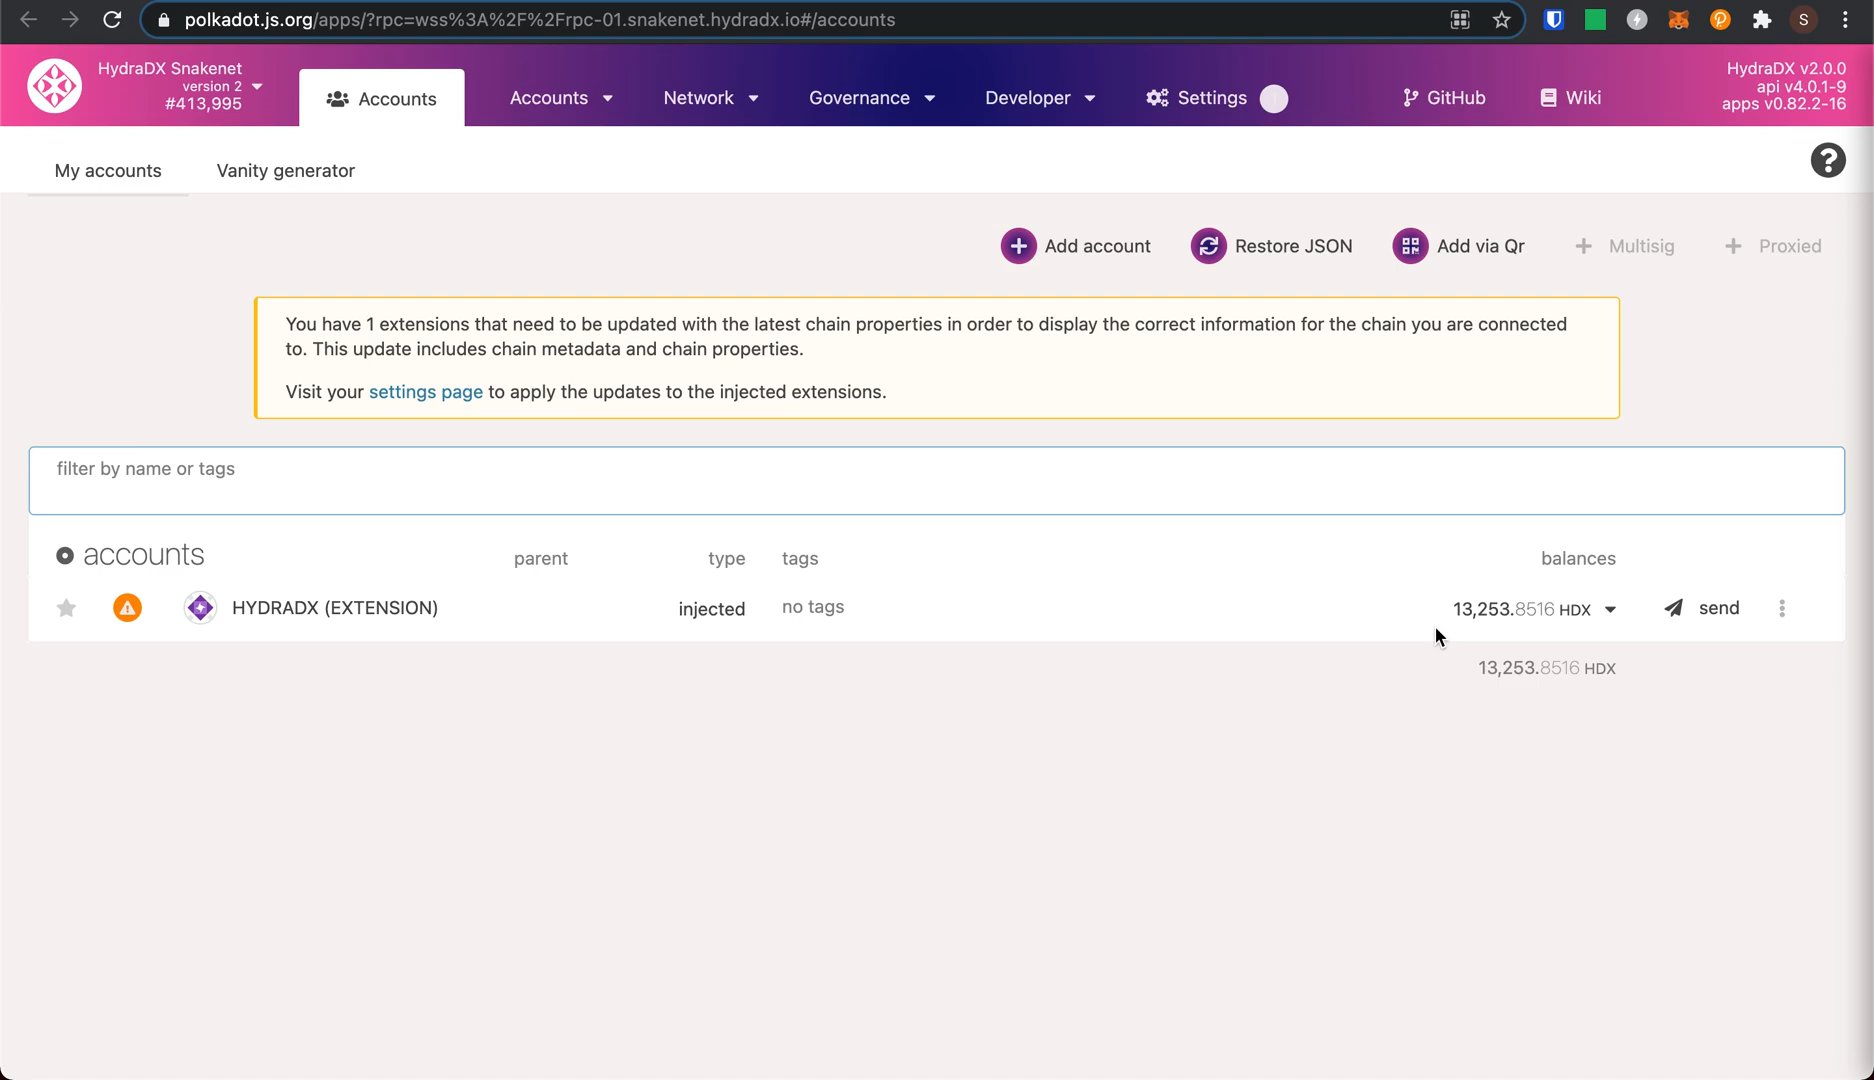 polkadot.js.org/apps/?rpc=wss%3A%2F%2Frpc-01.snakenet.hydradx.io#/accounts
S
HydraDX Snakenet
version 2
#413,995
Accounts
Accounts
Network
Governance
Developer
Settings
GitHub
Wiki
HydraDX v2.0.0
api v4.0.1-9
apps v0.82.2-16
My accounts
Vanity generator
Add account
Restore JSON
Add via Qr
Multisig
Proxied
You have 1 extensions that need to be updated with the latest chain properties in order to display the correct information for the chain you are connected
to. This update includes chain metadata and chain properties.
Visit your settings page to apply the updates to the injected extensions.
filter by name or tags
accounts parent type tags balances
HYDRADX (EXTENSION) injected no tags 13,253.8516 HDX send
13,253.8516 HDX